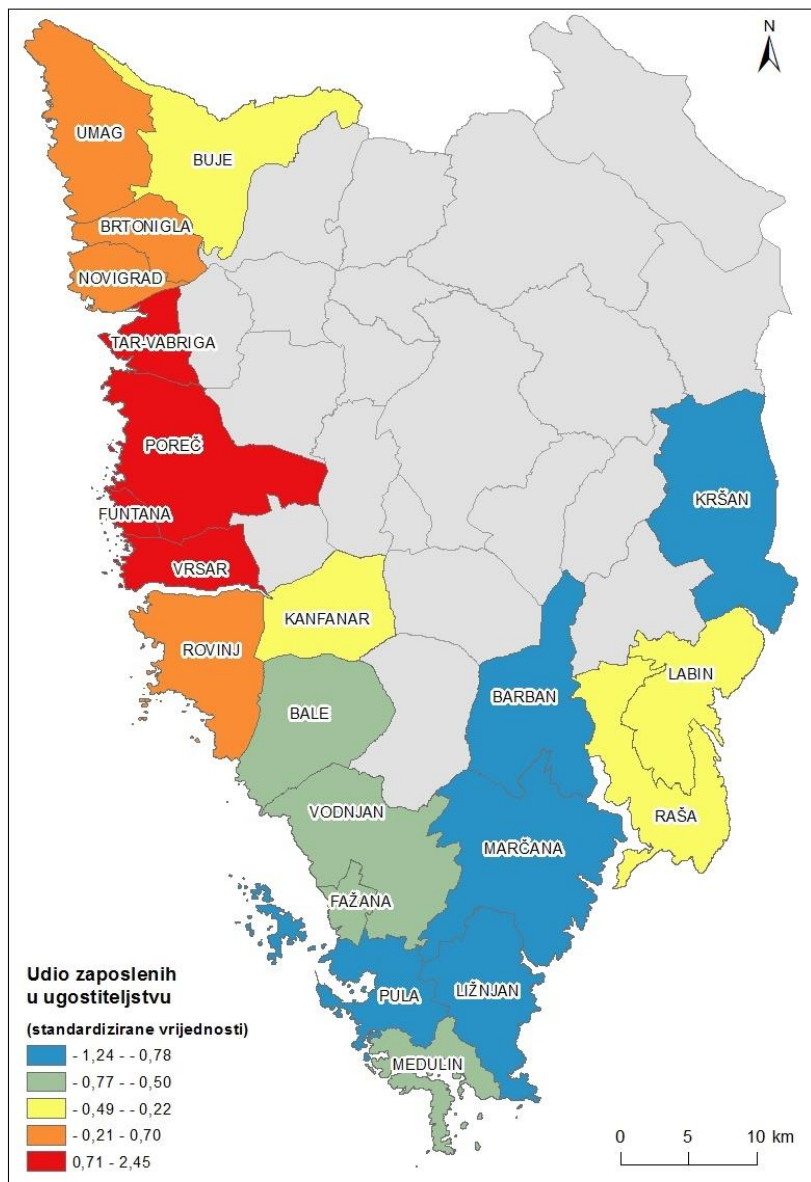 N
UMAG
BUJE
BRTONIGLA
NOVIGRAD
TAR-VABRIGA
POREČ
KRŠAN
FUNTANA
VRSAR
KANFANAR
ROVINJ
LABIN
BARBAN
BALE
VODNJAN
RAŠA
MARČANA
FAŽANA
PULA
LIŽNJAN
MEDULIN
Udio zaposlenih
u ugostiteljstvu
(standardizirane vrijednosti)
- 1,24 - - 0,78
- 0,77 - - 0,50
- 0,49 - - 0,22
- 0,21 - 0,70
0,71 - 2,45
0 5 10 km